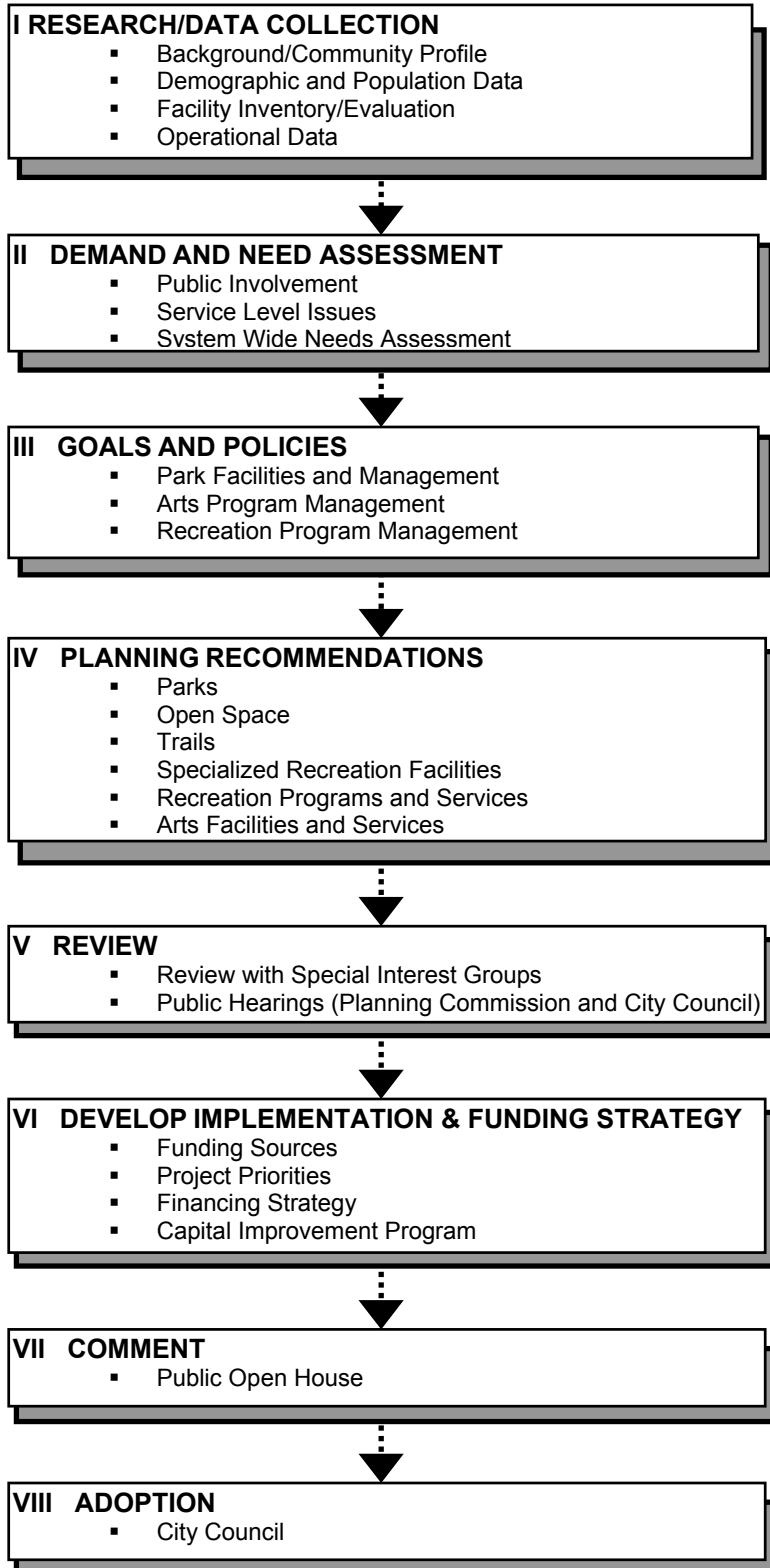 I RESEARCH/DATA COLLECTION
▪ Background/Community Profile
▪ Demographic and Population Data
▪ Facility Inventory/Evaluation
▪ Operational Data
II DEMAND AND NEED ASSESSMENT
▪ Public Involvement
▪ Service Level Issues
▪ System Wide Needs Assessment
III GOALS AND POLICIES
▪ Park Facilities and Management
▪ Arts Program Management
▪ Recreation Program Management
IV PLANNING RECOMMENDATIONS
▪ Parks
▪ Open Space
▪ Trails
▪ Specialized Recreation Facilities
▪ Recreation Programs and Services
▪ Arts Facilities and Services
V REVIEW
▪ Review with Special Interest Groups
▪ Public Hearings (Planning Commission and City Council)
VI DEVELOP IMPLEMENTATION & FUNDING STRATEGY
▪ Funding Sources
▪ Project Priorities
▪ Financing Strategy
▪ Capital Improvement Program
VII COMMENT
▪ Public Open House
VIII ADOPTION
▪ City Council